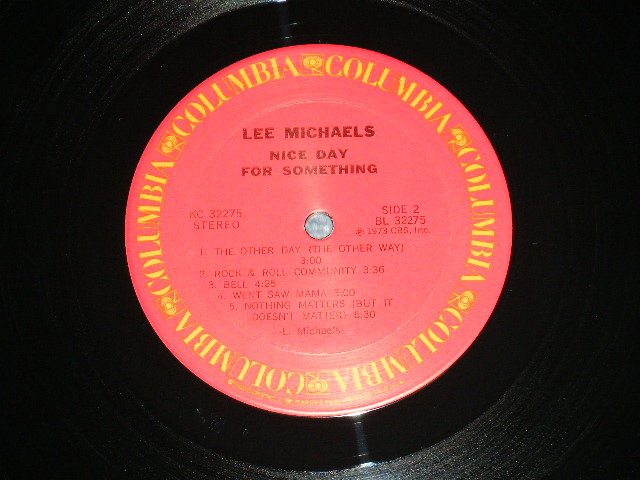 COLUMBIA COLUMBIA COLUMBIA COLUMBIA COLUMBIA COLUMBIA
LEE MICHAELS
NICE DAY
FOR SOMETHING
KC 32275
STEREO
SIDE 2
BL 32275
℗ 1973 CBS, Inc.
1. THE OTHER DAY (THE OTHER WAY)
3:00
2. ROCK & ROLL COMMUNITY 3:36
3. BELL 4:25
4. WENT SAW MAMA 3:00
5. NOTHING MATTERS (BUT IT
DOESN'T MATTER) 6:30
-L. Michaels-